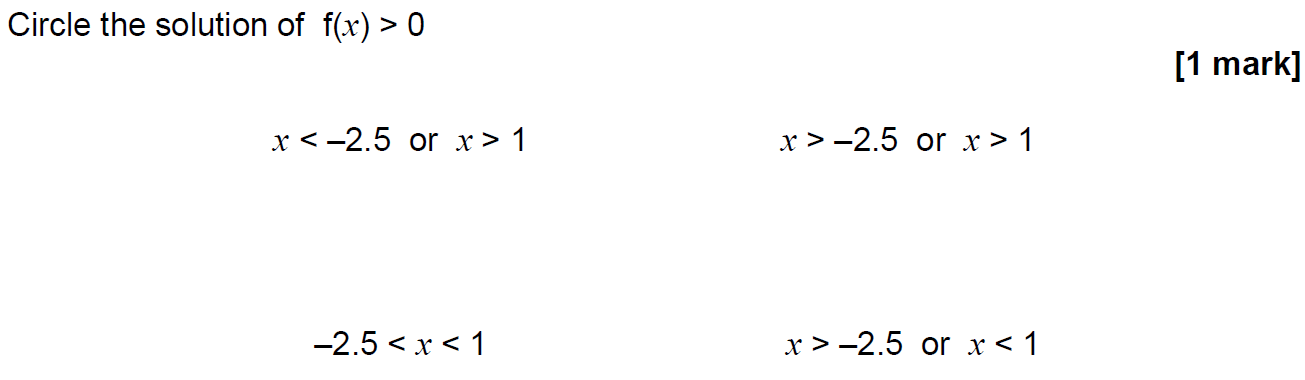 Circle the solution of f(x) > 0
[1 mark]
x < –2.5 or x > 1
x > –2.5 or x > 1
–2.5 < x < 1
x > –2.5 or x < 1